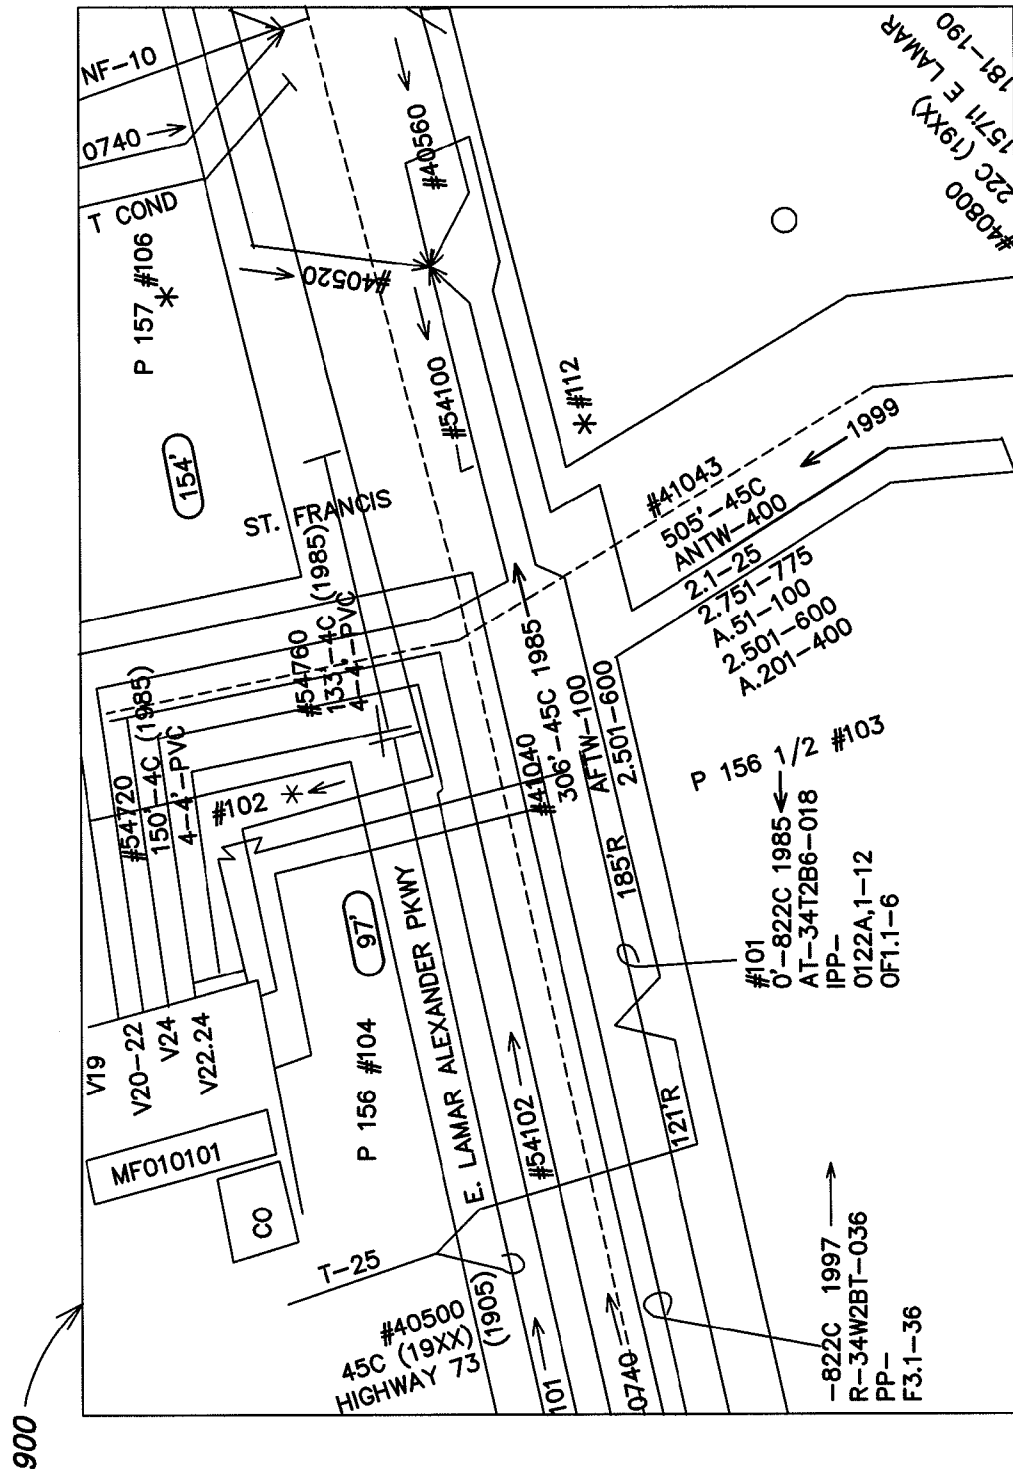 900
NF-10
0740
T COND
P 157 #106
154'
ST. FRANCIS
#40520
#40560
#54100
#112
181-190
15711 E LAMAR
22C (19XX)
#40800
1999
#41043
505'-45C
ANTW-400
2.1-25
2.751-775
A.51-100
2.501-600
A.201-400
#54760
133'-4C (1985)
4-4'-PVC
#54720
150'-4C (1985)
4-4'-PVC
#102
#41040
306'-45C 1985
AFTW-100
2.501-600
P 156 1/2 #103
185'R
#101
0'-822C 1985
AT-34T2B6-018
IPP-
0122A,1-12
OF1.1-6
97'
E. LAMAR ALEXANDER PKWY
P 156 #104
V19
V20-22
V24
V22.24
MF010101
CO
T-25
#54102
121'R
#40500
45C (19XX)
HIGHWAY 73 (1905)
101
0740
-822C 1997
R-34W2BT-036
PP-
F3.1-36